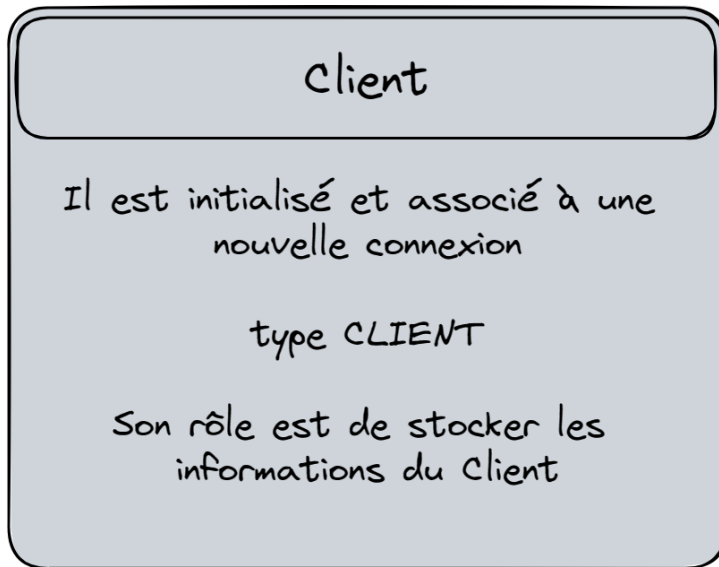 Client
Il est initialisé et associé à une
nouvelle connexion
type CLIENT
Son rôle est de stocker les
informations du Client